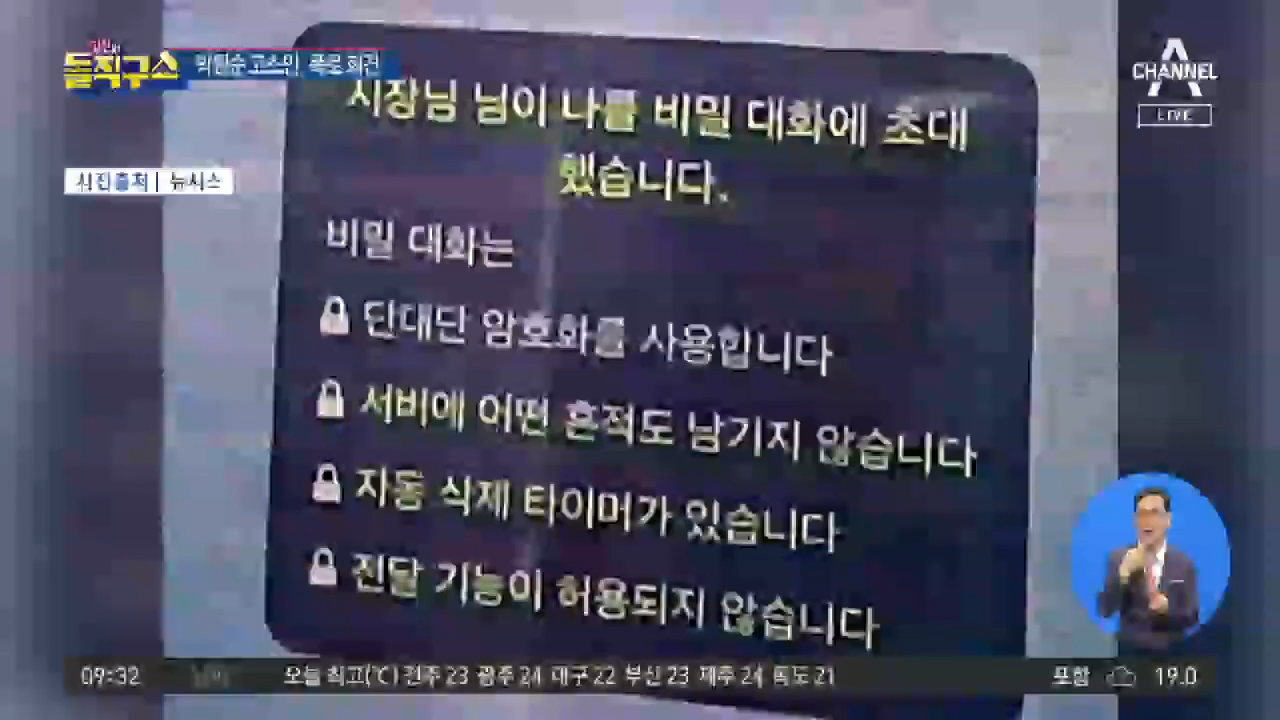 돌직구쇼
박원순 고소인 폭로 회견
CHANNEL A
LIVE
사진출처 | 뉴시스
시장님 님이 나를 비밀 대화에 초대
했습니다.
비밀 대화는
단대단 암호화를 사용합니다
서버에 어떤 흔적도 남기지 않습니다
자동 삭제 타이머가 있습니다
전달 기능이 허용되지 않습니다
09:32
오늘 최고(℃) 전주 23 광주 24 대구 22 부산 23 제주 24 독도 21
포항 19.0